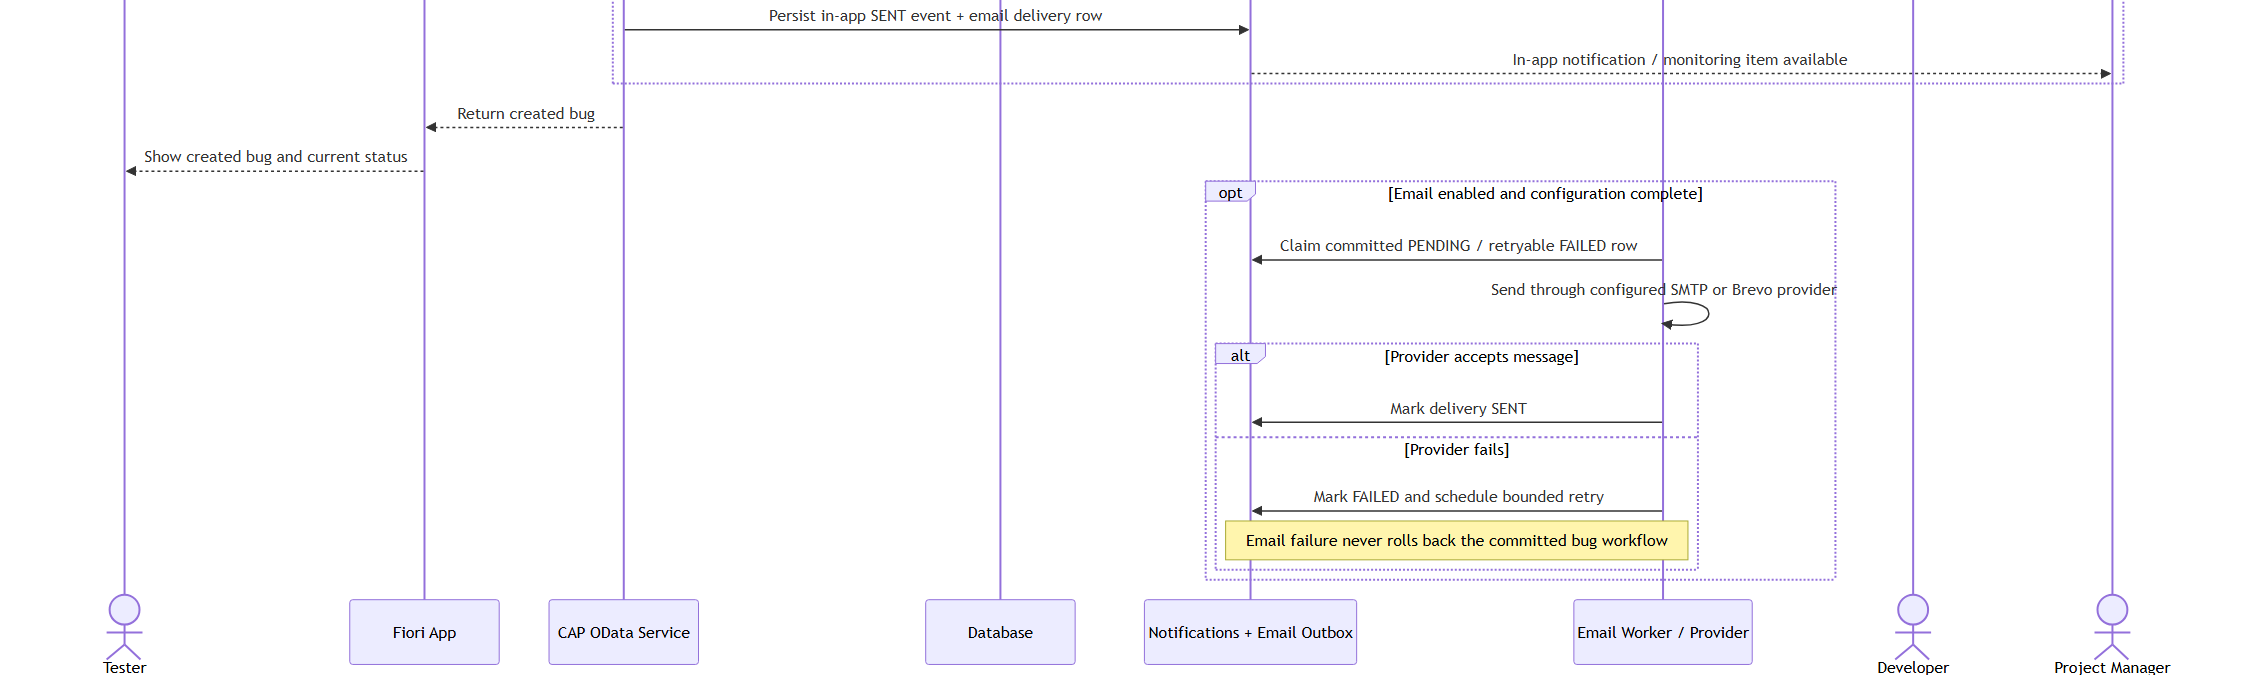 Persist in-app SENT event + email delivery row
In-app notification / monitoring item available
Return created bug
Show created bug and current status
opt
[Email enabled and configuration complete]
Claim committed PENDING / retryable FAILED row
Send through configured SMTP or Brevo provider
alt
[Provider accepts message]
Mark delivery SENT
[Provider fails]
Mark FAILED and schedule bounded retry
Email failure never rolls back the committed bug workflow
Tester
Fiori App
CAP OData Service
Database
Notifications + Email Outbox
Email Worker / Provider
Developer
Project Manager